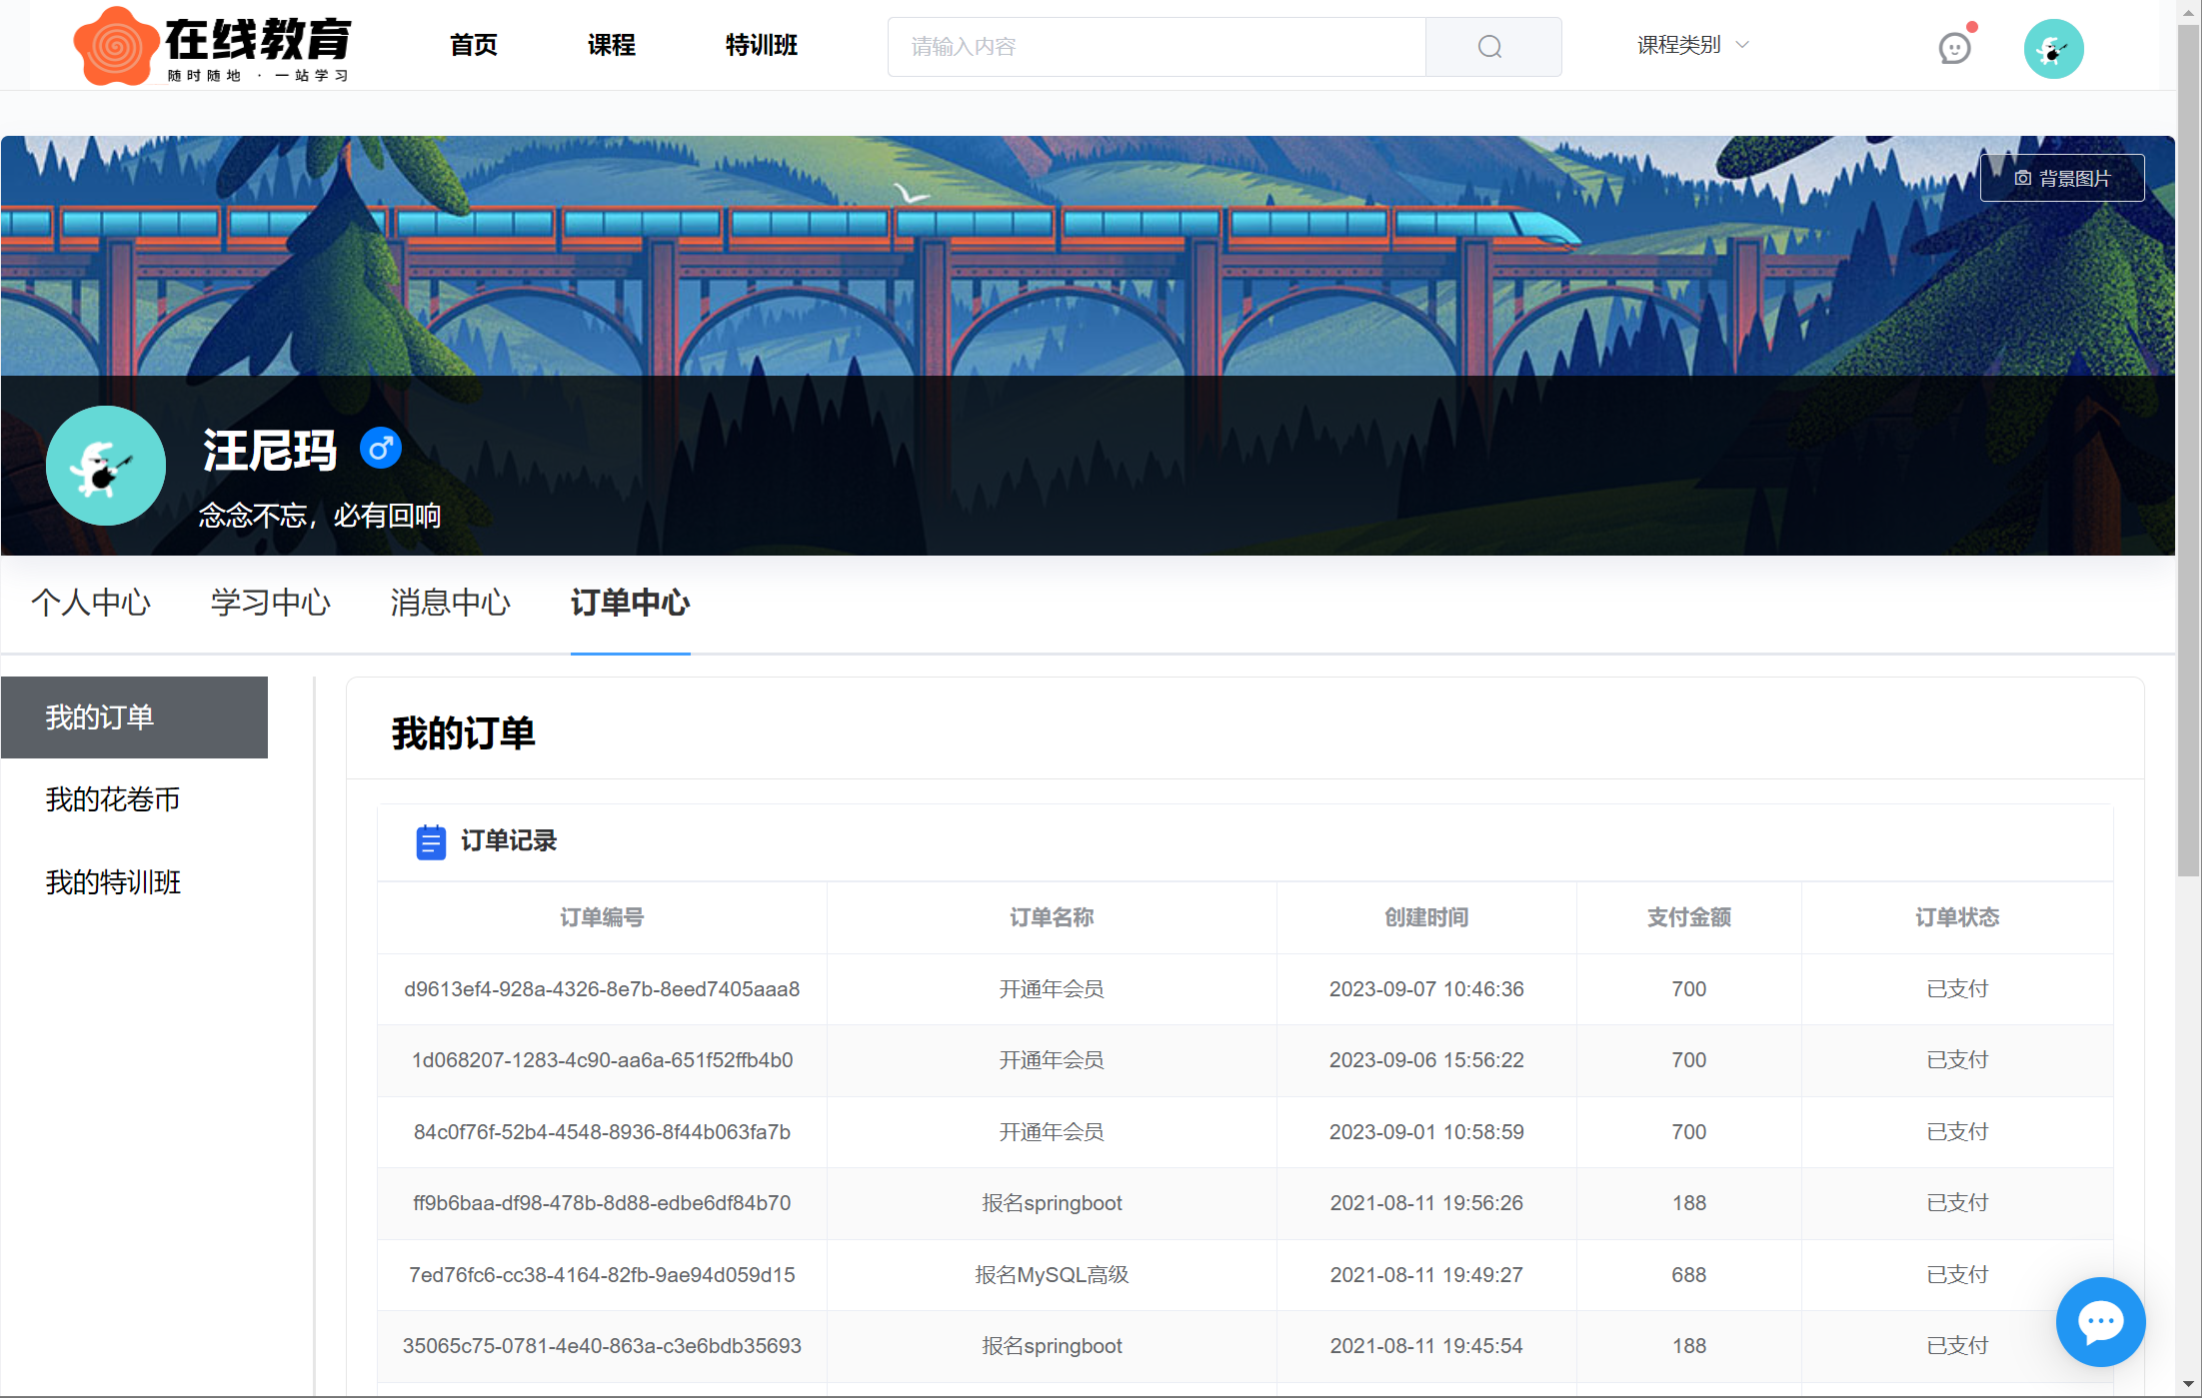 在线教育
随时随地 · 一站学习
首页 课程 特训班 请输入内容 课程类别
背景图片
汪尼玛
念念不忘，必有回响
个人中心 学习中心 消息中心 订单中心
我的订单
我的花卷币
我的特训班
我的订单
订单记录
订单编号 订单名称 创建时间 支付金额 订单状态
d9613ef4-928a-4326-8e7b-8eed7405aaa8 开通年会员 2023-09-07 10:46:36 700 已支付
1d068207-1283-4c90-aa6a-651f52ffb4b0 开通年会员 2023-09-06 15:56:22 700 已支付
84c0f76f-52b4-4548-8936-8f44b063fa7b 开通年会员 2023-09-01 10:58:59 700 已支付
ff9b6baa-df98-478b-8d88-edbe6df84b70 报名springboot 2021-08-11 19:56:26 188 已支付
7ed76fc6-cc38-4164-82fb-9ae94d059d15 报名MySQL高级 2021-08-11 19:49:27 688 已支付
35065c75-0781-4e40-863a-c3e6bdb35693 报名springboot 2021-08-11 19:45:54 188 已支付